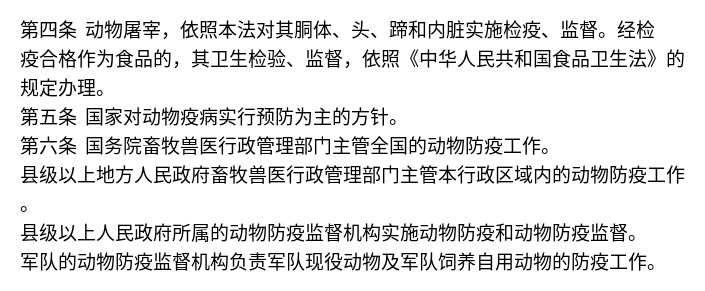 第四条 动物屠宰，依照本法对其胴体、头、蹄和内脏实施检疫、监督。经检
疫合格作为食品的，其卫生检验、监督，依照《中华人民共和国食品卫生法》的
规定办理。
第五条 国家对动物疫病实行预防为主的方针。
第六条 国务院畜牧兽医行政管理部门主管全国的动物防疫工作。
县级以上地方人民政府畜牧兽医行政管理部门主管本行政区域内的动物防疫工作
。
县级以上人民政府所属的动物防疫监督机构实施动物防疫和动物防疫监督。
军队的动物防疫监督机构负责军队现役动物及军队饲养自用动物的防疫工作。